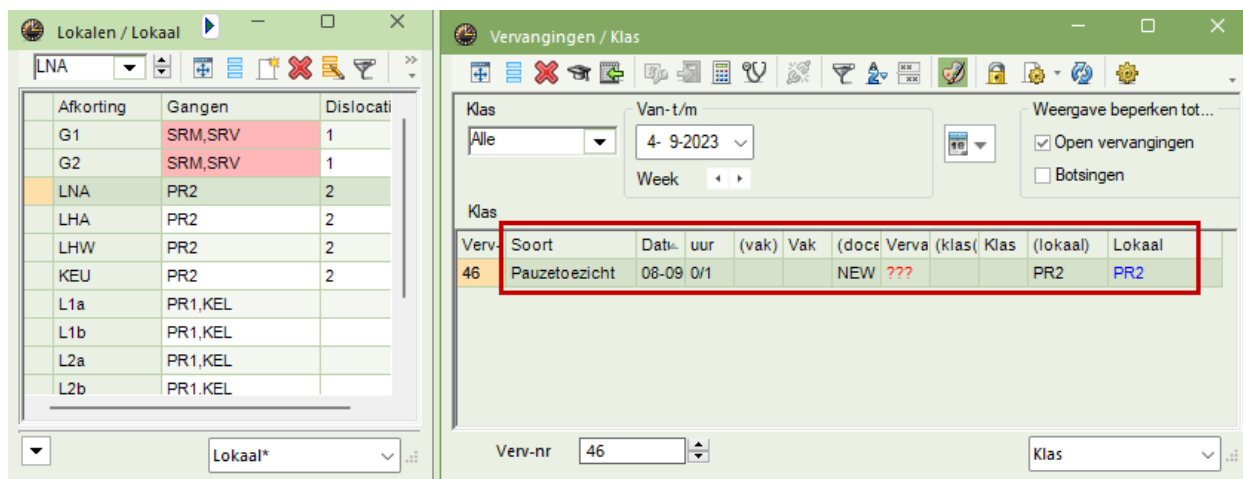 Lokalen / Lokaal
LNA
Afkorting Gangen Dislocati
G1 SRM,SRV 1
G2 SRM,SRV 1
LNA PR2 2
LHA PR2 2
LHW PR2 2
KEU PR2 2
L1a PR1,KEL
L1b PR1,KEL
L2a PR1,KEL
L2b PR1,KEL
Lokaal*
Vervangingen / Klas
Klas Van- t/m Weergave beperken tot...
Alle 4- 9-2023 Open vervangingen
Week Botsingen
Klas
Verv- Soort Datu uur (vak) Vak (doce Verva (klas( Klas (lokaal) Lokaal
46 Pauzetoezicht 08-09 0/1 NEW ??? PR2 PR2
Verv-nr 46 Klas